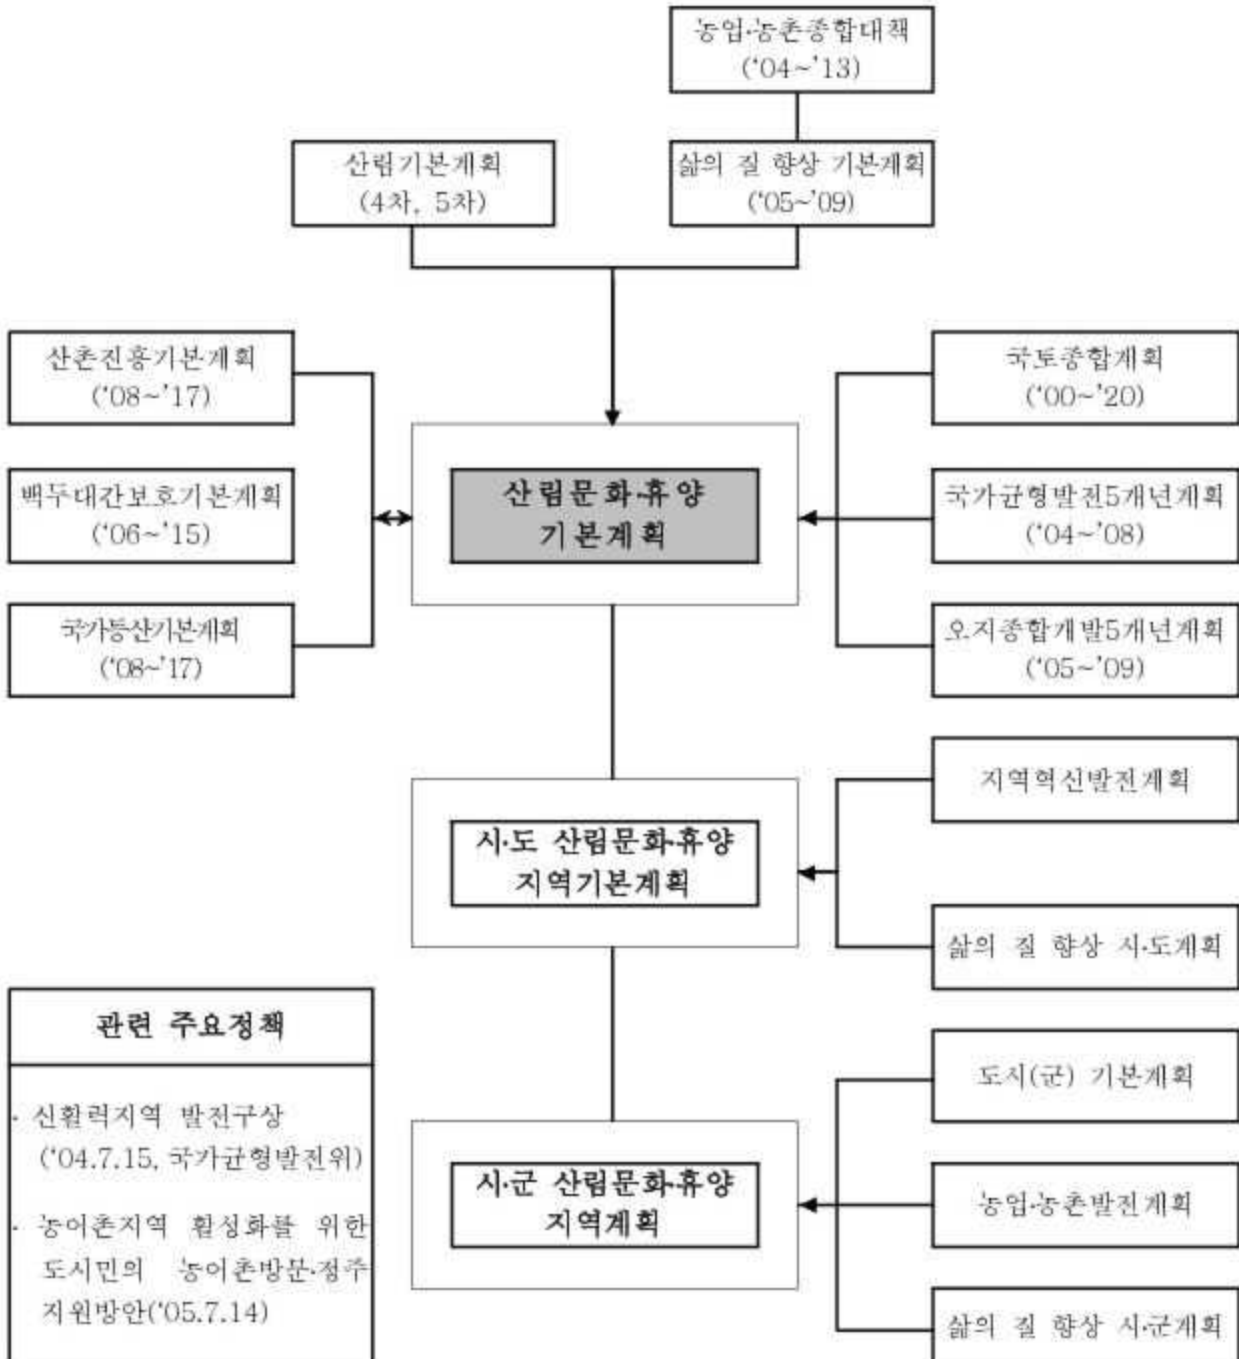 농업·농촌종합대책
(‘04~’13)
산림기본계획
(4차, 5차)
삶의 질 향상 기본계획
(‘05~’09)
산촌진흥기본계획
(‘08~’17)
국토종합계획
(‘00~’20)
백두대간보호기본계획
(‘06~’15)
산림문화·휴양
기본계획
국가균형발전5개년계획
(‘04~’08)
국가등산기본계획
(‘08~’17)
오지종합개발5개년계획
(‘05~’09)
지역혁신발전계획
시·도 산림문화·휴양
지역기본계획
삶의 질 향상 시·도계획
관련 주요정책
· 신활력지역 발전구상
(‘04.7.15, 국가균형발전위)
· 농어촌지역 활성화를 위한
도시민의 농어촌방문·정주
지원방안(‘05.7.14)
도시(군) 기본계획
시·군 산림문화·휴양
지역계획
농업·농촌발전계획
삶의 질 향상 시·군계획